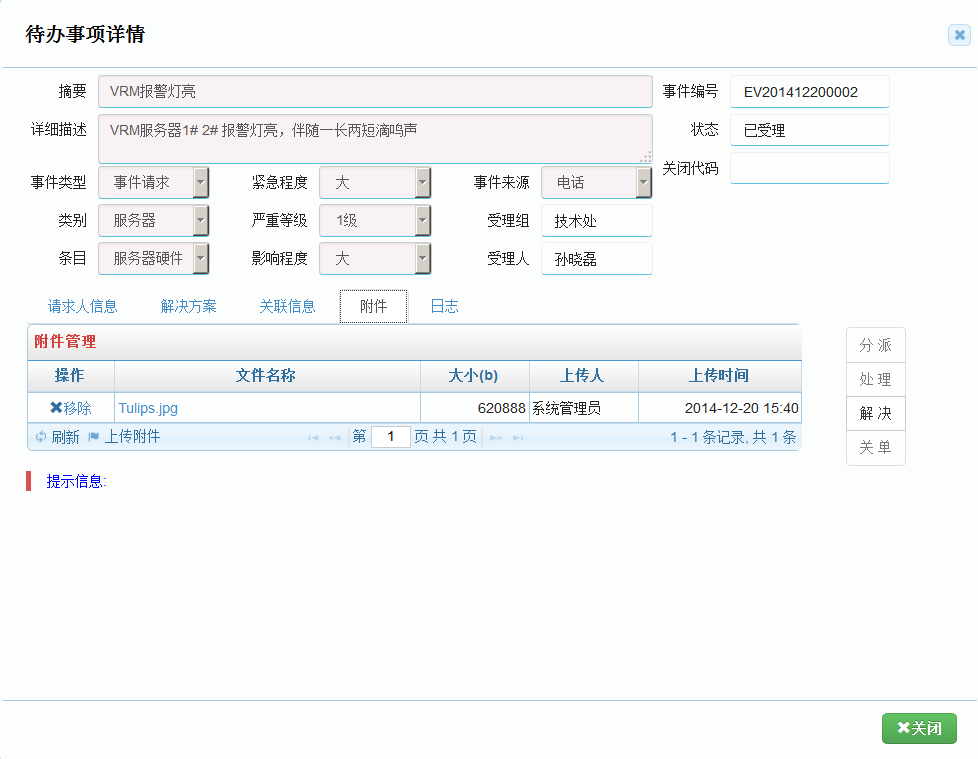 待办事项详情
摘要 VRM报警灯亮 事件编号 EV201412200002
详细描述 VRM服务器1# 2# 报警灯亮，伴随一长两短滴鸣声 状态 已受理
关闭代码
事件类型 事件请求 紧急程度 大 事件来源 电话
类别 服务器 严重等级 1级 受理组 技术处
条目 服务器硬件 影响程度 大 受理人 孙晓磊
请求人信息 解决方案 关联信息 附件 日志
附件管理
操作 文件名称 大小(b) 上传人 上传时间
移除 Tulips.jpg 620888 系统管理员 2014-12-20 15:40
刷新 上传附件 第 1 页 共 1 页 1 - 1 条记录, 共 1 条
分 派
处 理
解 决
关 单
提示信息:
关闭